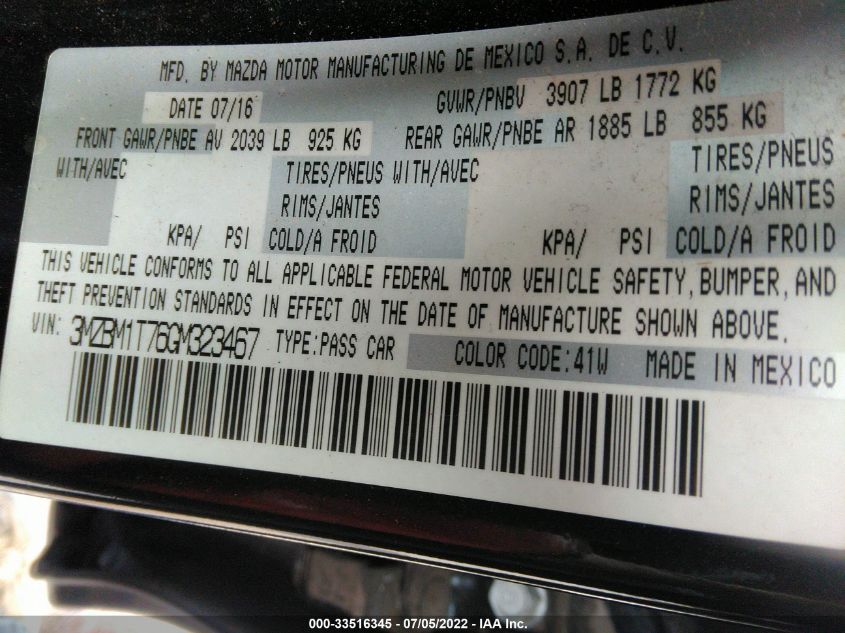 MFD. BY MAZDA MOTOR MANUFACTURING DE MEXICO S.A. DE C.V.
DATE 07/16 GVWR/PNBV 3907 LB 1772 KG
FRONT GAWR/PNBE AV 2039 LB 925 KG REAR GAWR/PNBE AR 1885 LB 855 KG
WITH/AVEC TIRES/PNEUS WITH/AVEC TIRES/PNEUS
RIMS/JANTES RIMS/JANTES
KPA/ PSI COLD/A FROID KPA/ PSI COLD/A FROID
THIS VEHICLE CONFORMS TO ALL APPLICABLE FEDERAL MOTOR VEHICLE SAFETY, BUMPER, AND
THEFT PREVENTION STANDARDS IN EFFECT ON THE DATE OF MANUFACTURE SHOWN ABOVE.
VIN: 3MZBM1T76GM323467 TYPE:PASS CAR COLOR CODE:41W MADE IN MEXICO
000-33516345 - 07/05/2022 - IAA Inc.